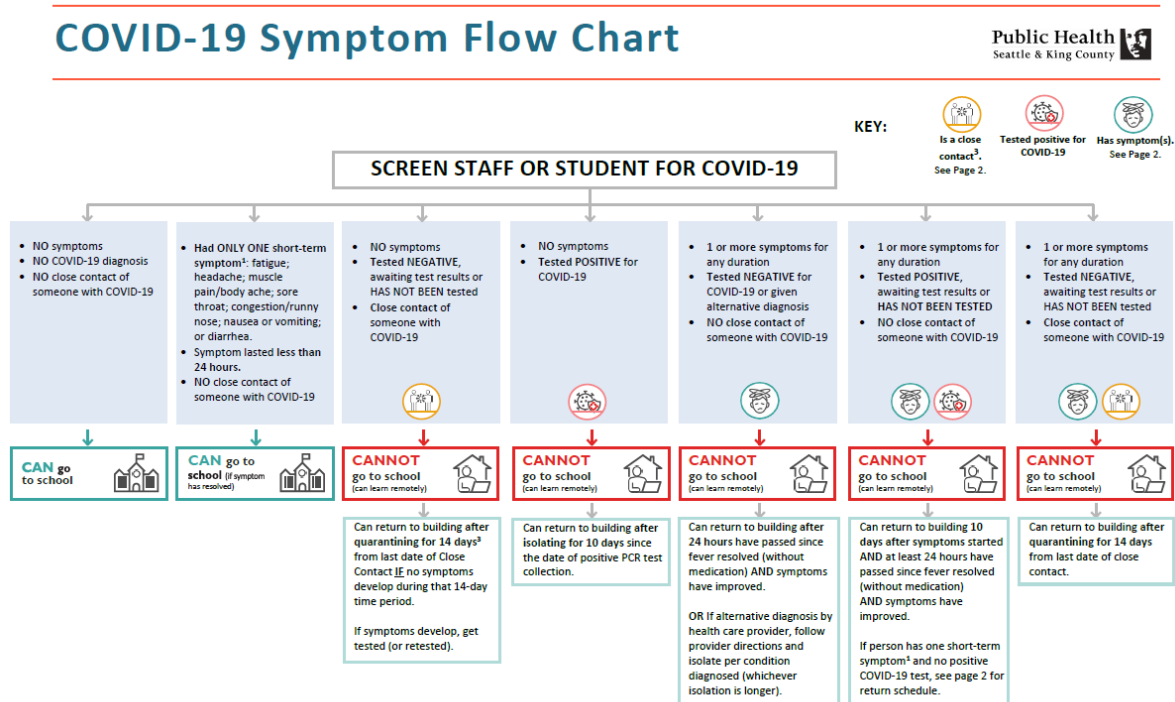 COVID-19 Symptom Flow Chart
Public Health
Seattle & King County
KEY:
Is a close
contact³.
See Page 2.
Tested positive for
COVID-19
Has symptom(s).
See Page 2.
SCREEN STAFF OR STUDENT FOR COVID-19
• NO symptoms
• NO COVID-19 diagnosis
• NO close contact of
someone with COVID-19
• Had ONLY ONE short-term
symptom¹: fatigue;
headache; muscle
pain/body ache; sore
throat; congestion/runny
nose; nausea or vomiting;
or diarrhea.
• Symptom lasted less than
24 hours.
• NO close contact of
someone with COVID-19
• NO symptoms
• Tested NEGATIVE,
awaiting test results or
HAS NOT BEEN tested
• Close contact of
someone with
COVID-19
• NO symptoms
• Tested POSITIVE for
COVID-19
• 1 or more symptoms for
any duration
• Tested NEGATIVE for
COVID-19 or given
alternative diagnosis
• NO close contact of
someone with COVID-19
• 1 or more symptoms for
any duration
• Tested POSITIVE,
awaiting test results or
HAS NOT BEEN TESTED
• NO close contact of
someone with COVID-19
• 1 or more symptoms
for any duration
• Tested NEGATIVE,
awaiting test results or
HAS NOT BEEN tested
• Close contact of
someone with COVID-19
CAN go
to school
CAN go to
school (if symptom
has resolved)
CANNOT
go to school
(can learn remotely)
CANNOT
go to school
(can learn remotely)
CANNOT
go to school
(can learn remotely)
CANNOT
go to school
(can learn remotely)
CANNOT
go to school
(can learn remotely)
Can return to building after
quarantining for 14 days³
from last date of Close
Contact IF no symptoms
develop during that 14-day
time period.
If symptoms develop, get
tested (or retested).
Can return to building after
isolating for 10 days since
the date of positive PCR test
collection.
Can return to building after
24 hours have passed since
fever resolved (without
medication) AND symptoms
have improved.
OR If alternative diagnosis by
health care provider, follow
provider directions and
isolate per condition
diagnosed (whichever
isolation is longer).
Can return to building 10
days after symptoms started
AND at least 24 hours have
passed since fever resolved
(without medication)
AND symptoms have
improved.
If person has one short-term
symptom¹ and no positive
COVID-19 test, see page 2 for
return schedule.
Can return to building after
quarantining for 14 days
from last date of close
contact.